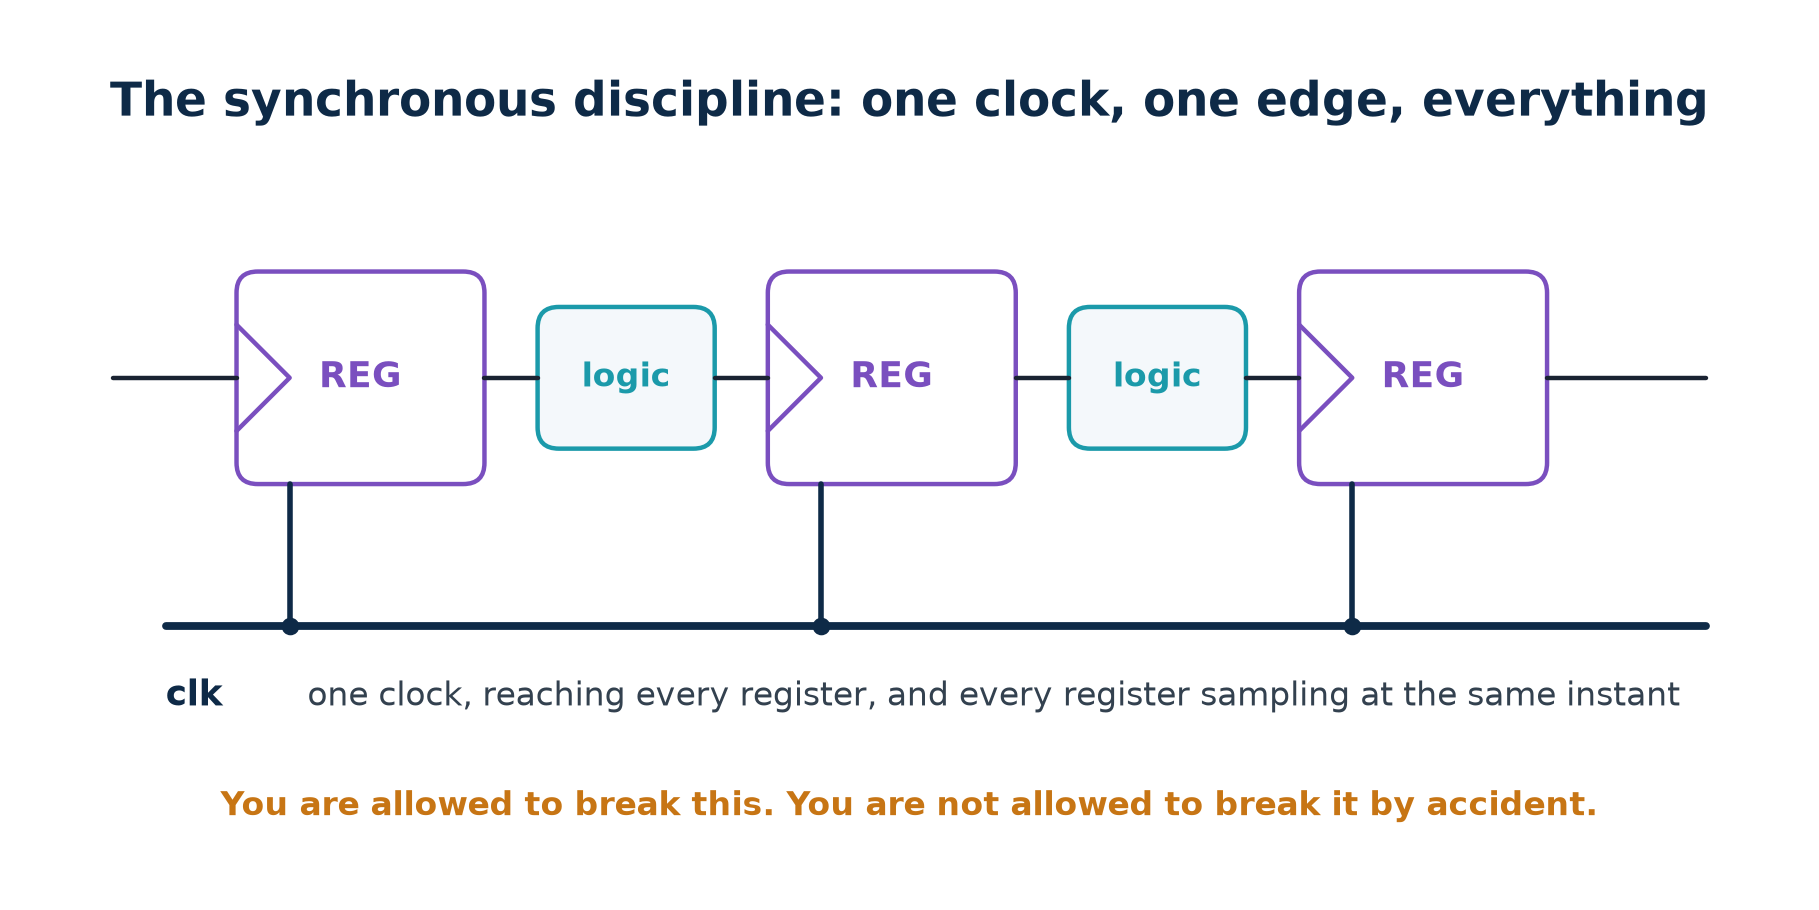 The synchronous discipline: one clock, one edge, everything
REG
logic
REG
logic
REG
clk
one clock, reaching every register, and every register sampling at the same instant
You are allowed to break this. You are not allowed to break it by accident.